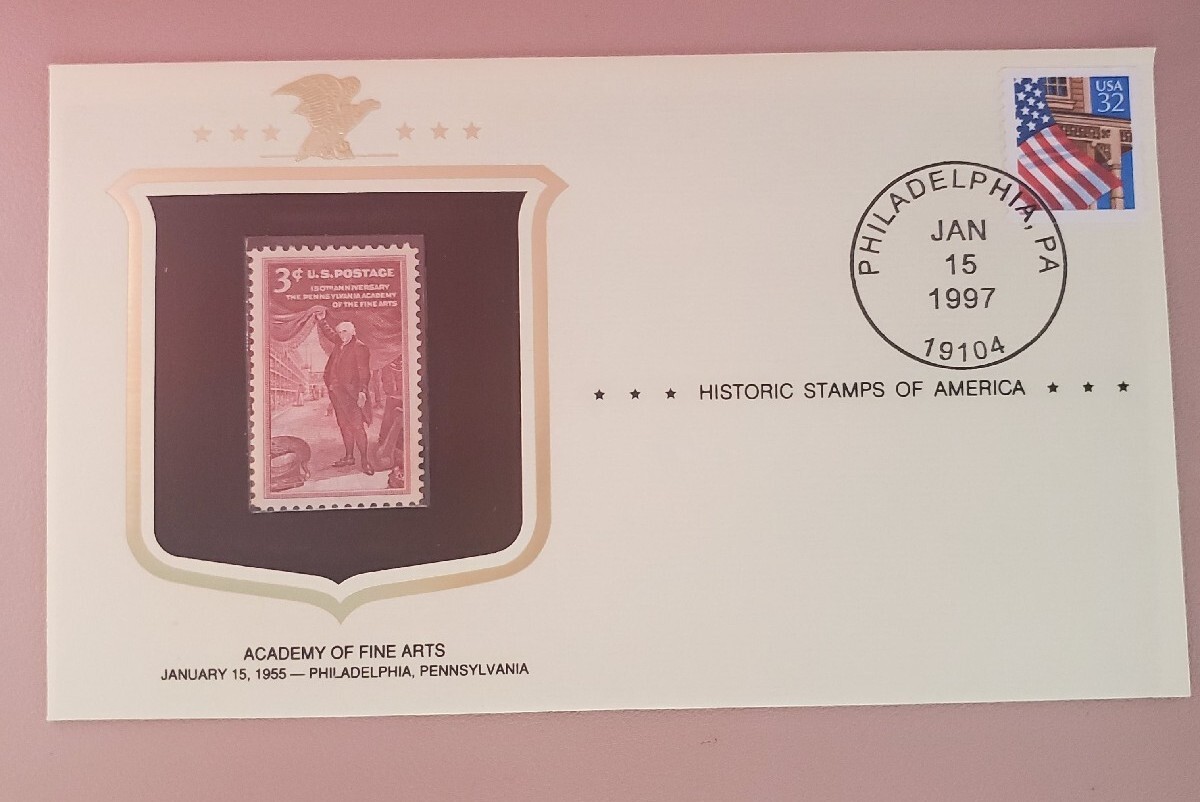 3¢ U.S. POSTAGE
150TH ANNIVERSARY
THE PENNSYLVANIA ACADEMY
OF THE FINE ARTS
ACADEMY OF FINE ARTS
JANUARY 15, 1955 — PHILADELPHIA, PENNSYLVANIA
USA
32
PHILADELPHIA, PA
JAN
15
1997
19104
★ ★ ★ HISTORIC STAMPS OF AMERICA ★ ★ ★